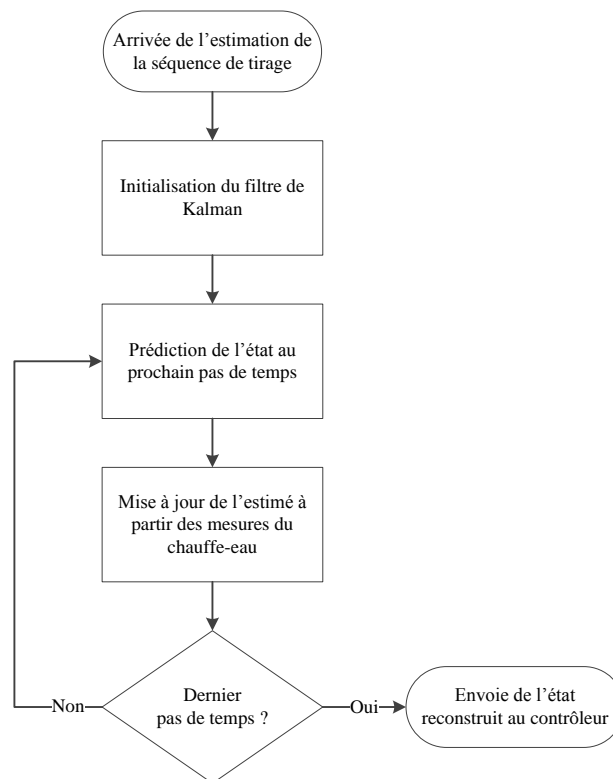 Arrivée de l’estimation de
la séquence de tirage
Initialisation du filtre de
Kalman
Prédiction de l’état au
prochain pas de temps
Mise à jour de l’estimé à
partir des mesures du
chauffe-eau
Dernier
pas de temps ?
Non
Oui
Envoie de l’état
reconstruit au contrôleur